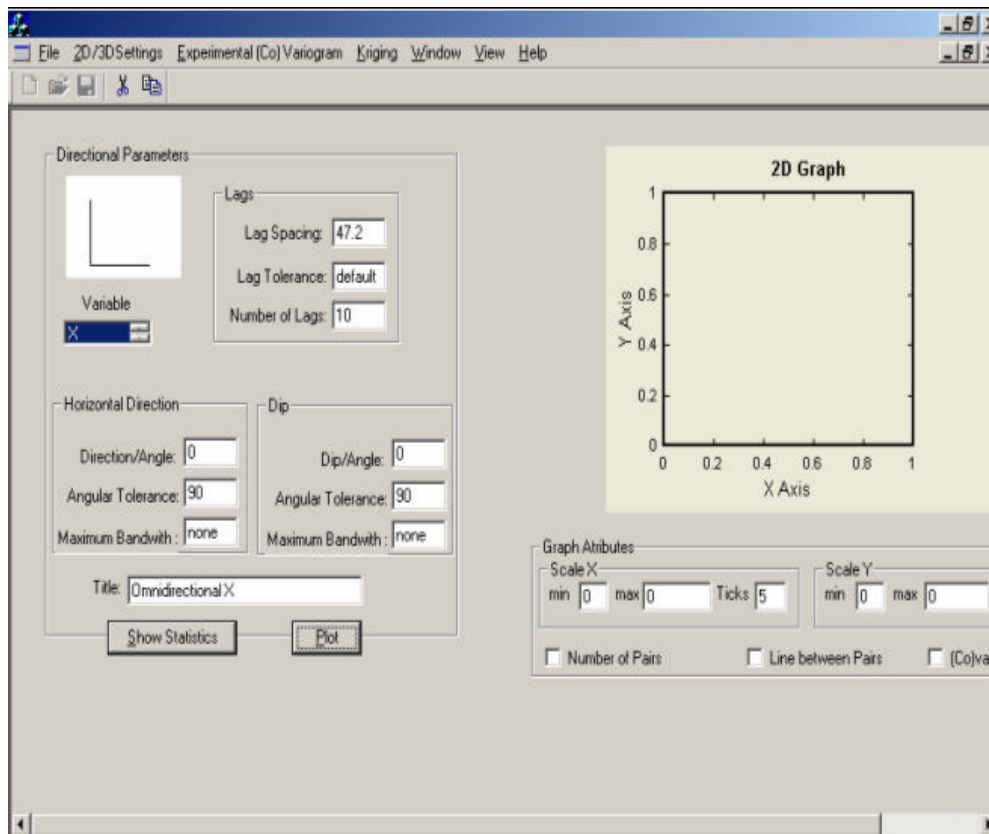 File 2D/3DSettings Experimental (Co) Variogram Kriging Window View Help
Directional Parameters
Lags
Lag Spacing: 47.2
Lag Tolerance: default
Number of Lags: 10
Variable
X
Horizontal Direction
Direction/Angle: 0
Angular Tolerance: 90
Maximum Bandwith : none
Dip
Dip/Angle: 0
Angular Tolerance: 90
Maximum Bandwith : none
Title: Omnidirectional X
Show Statistics Plot
2D Graph
1
0.8
0.6
0.4
0.2
0
Y Axis
0 0.2 0.4 0.6 0.8 1
X Axis
Graph Atributes
Scale X
min 0 max 0 Ticks 5
Scale Y
min 0 max 0
Number of Pairs Line between Pairs (Co)va